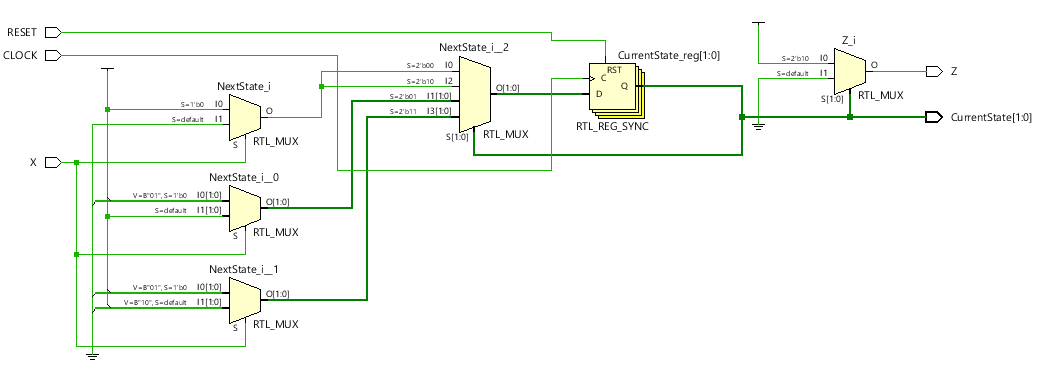 RESET
CLOCK
X
NextState_i
S=1'b0 I0
S=default I1
O
S
RTL_MUX
NextState_i__0
V=B"01", S=1'b0 I0[1:0]
S=default I1[1:0]
O[1:0]
S
RTL_MUX
NextState_i__1
V=B"01", S=1'b0 I0[1:0]
V=B"10", S=default I1[1:0]
O[1:0]
S
RTL_MUX
NextState_i__2
S=2'b00 I0
S=2'b10 I2
S=2'b01 I1[1:0]
S=2'b11 I3[1:0]
O[1:0]
S[1:0]
RTL_MUX
CurrentState_reg[1:0]
RST
C
Q
D
RTL_REG_SYNC
Z_i
S=2'b10 I0
S=default I1
O
S[1:0]
RTL_MUX
Z
CurrentState[1:0]